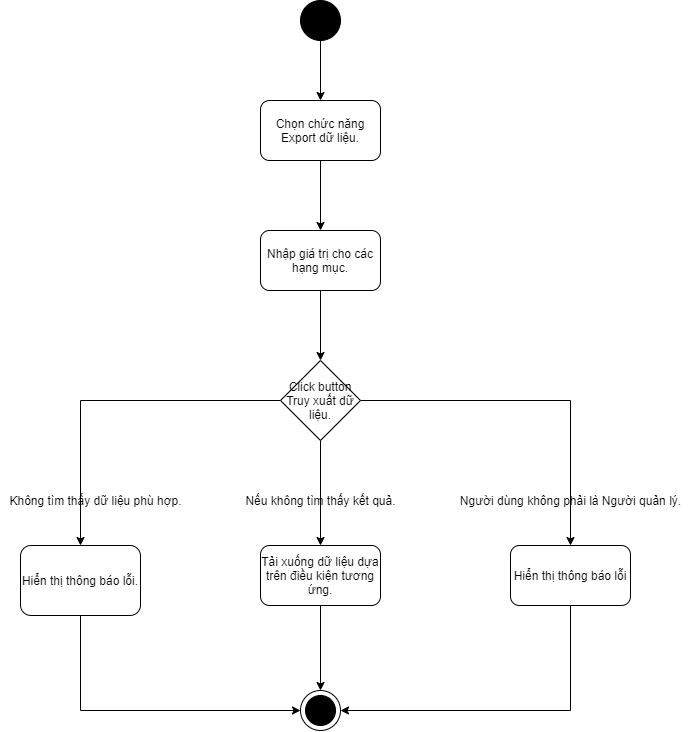 Chọn chức năng
Export dữ liệu.
Nhập giá trị cho các
hạng mục.
Click button
Truy xuất dữ
liệu.
Không tìm thấy dữ liệu phù hợp.
Nếu không tìm thấy kết quả.
Người dùng không phải là Người quản lý.
Hiển thị thông báo lỗi.
Tải xuống dữ liệu dựa
trên điều kiện tương
ứng.
Hiển thị thông báo lỗi